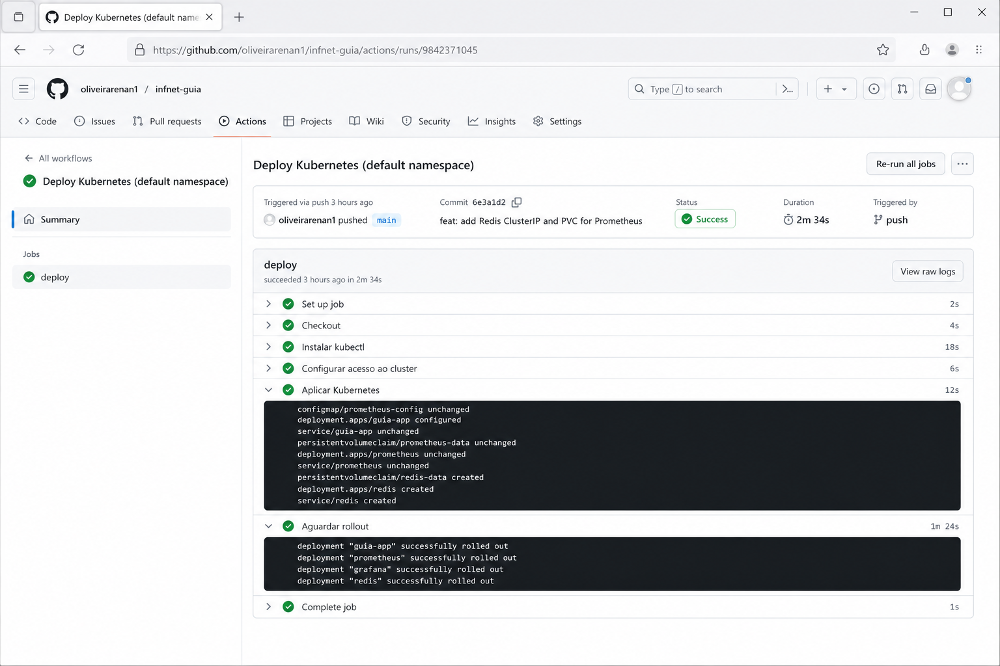 Deploy Kubernetes (default name
https://github.com/oliveirarenan1/infnet-guia/actions/runs/9842371045
oliveirarenan1 / infnet-guia
Type / to search
Code
Issues
Pull requests
Actions
Projects
Wiki
Security
Insights
Settings
All workflows
Deploy Kubernetes (default namespace)
Summary
Jobs
deploy
Deploy Kubernetes (default namespace)
Re-run all jobs
Triggered via push 3 hours ago
oliveirarenan1 pushed main
Commit 6e3a1d2
feat: add Redis ClusterIP and PVC for Prometheus
Status
Success
Duration
2m 34s
Triggered by
push
deploy
succeeded 3 hours ago in 2m 34s
View raw logs
Set up job 2s
Checkout 4s
Instalar kubectl 18s
Configurar acesso ao cluster 6s
Aplicar Kubernetes 12s
configmap/prometheus-config unchanged
deployment.apps/guia-app configured
service/guia-app unchanged
persistentvolumeclaim/prometheus-data unchanged
deployment.apps/prometheus unchanged
service/prometheus unchanged
persistentvolumeclaim/redis-data created
deployment.apps/redis created
service/redis created
Aguardar rollout 1m 24s
deployment "guia-app" successfully rolled out
deployment "prometheus" successfully rolled out
deployment "grafana" successfully rolled out
deployment "redis" successfully rolled out
Complete job 1s